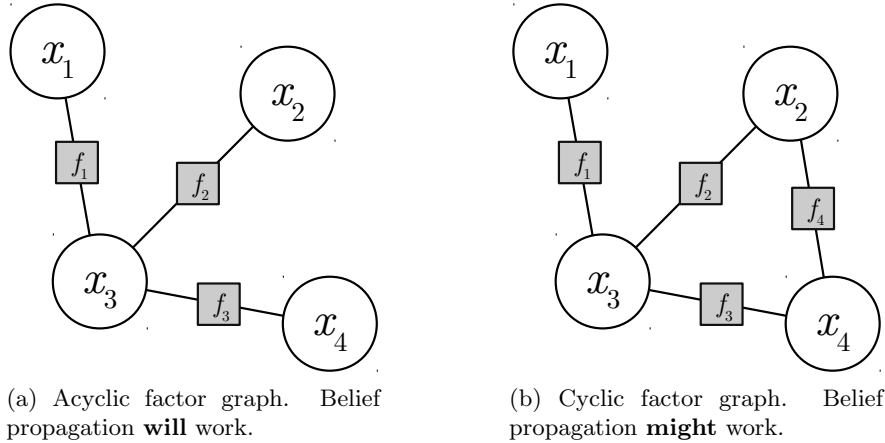 x1
x2
f1
f2
x3
f3
x4
(a) Acyclic factor graph. Belief
propagation will work.
x1
x2
f1
f2
f4
x3
f3
x4
(b) Cyclic factor graph. Belief
propagation might work.